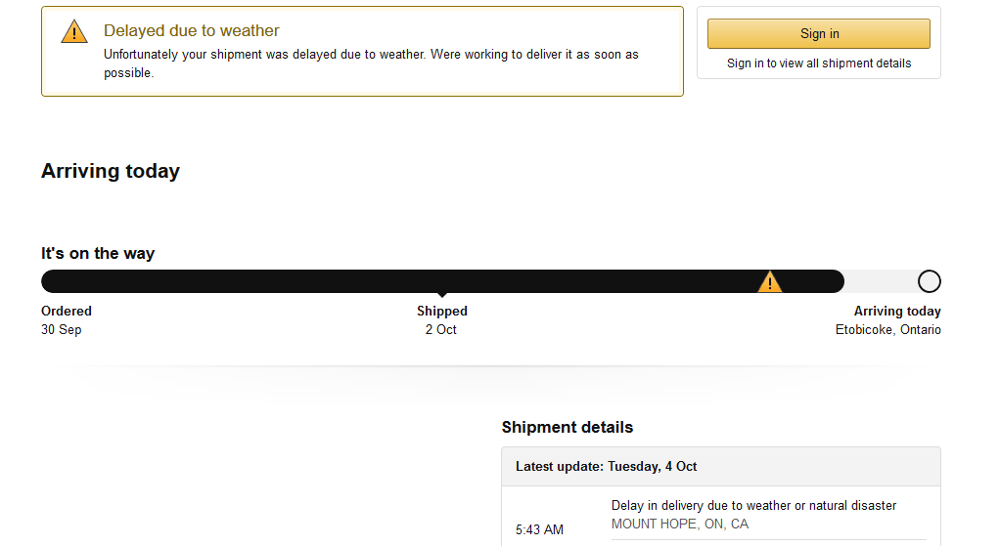 Delayed due to weather
Unfortunately your shipment was delayed due to weather. Were working to deliver it as soon as
possible.
Sign in
Sign in to view all shipment details
Arriving today
It's on the way
Ordered
30 Sep
Shipped
2 Oct
Arriving today
Etobicoke, Ontario
Shipment details
Latest update: Tuesday, 4 Oct
5:43 AM
Delay in delivery due to weather or natural disaster
MOUNT HOPE, ON, CA